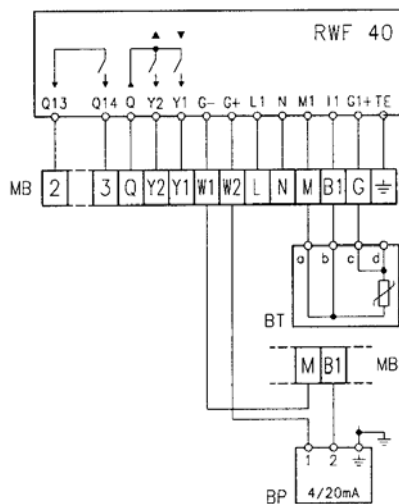 RWF 40
Q13 Q14 Q Y2 Y1 G- G+ L1 N M1 I1 G1+ TE
MB 2 3 Q Y2 Y1 W1 W2 L N M B1 G
a b c d
BT
M B1 MB
1 2
BP 4/20mA